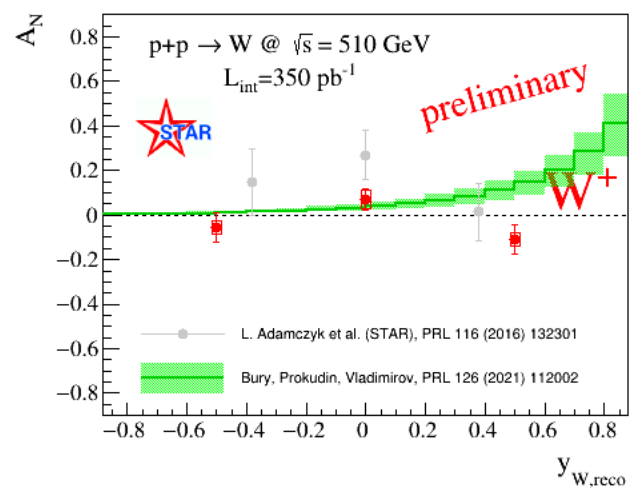 A_N
p+p → W @ √s = 510 GeV
L_int=350 pb^-1
preliminary
STAR
W+
0.8
0.6
0.4
0.2
0
−0.2
−0.4
−0.6
−0.8
L. Adamczyk et al. (STAR), PRL 116 (2016) 132301
Bury, Prokudin, Vladimirov, PRL 126 (2021) 112002
−0.8 −0.6 −0.4 −0.2 0 0.2 0.4 0.6 0.8
y_W,reco